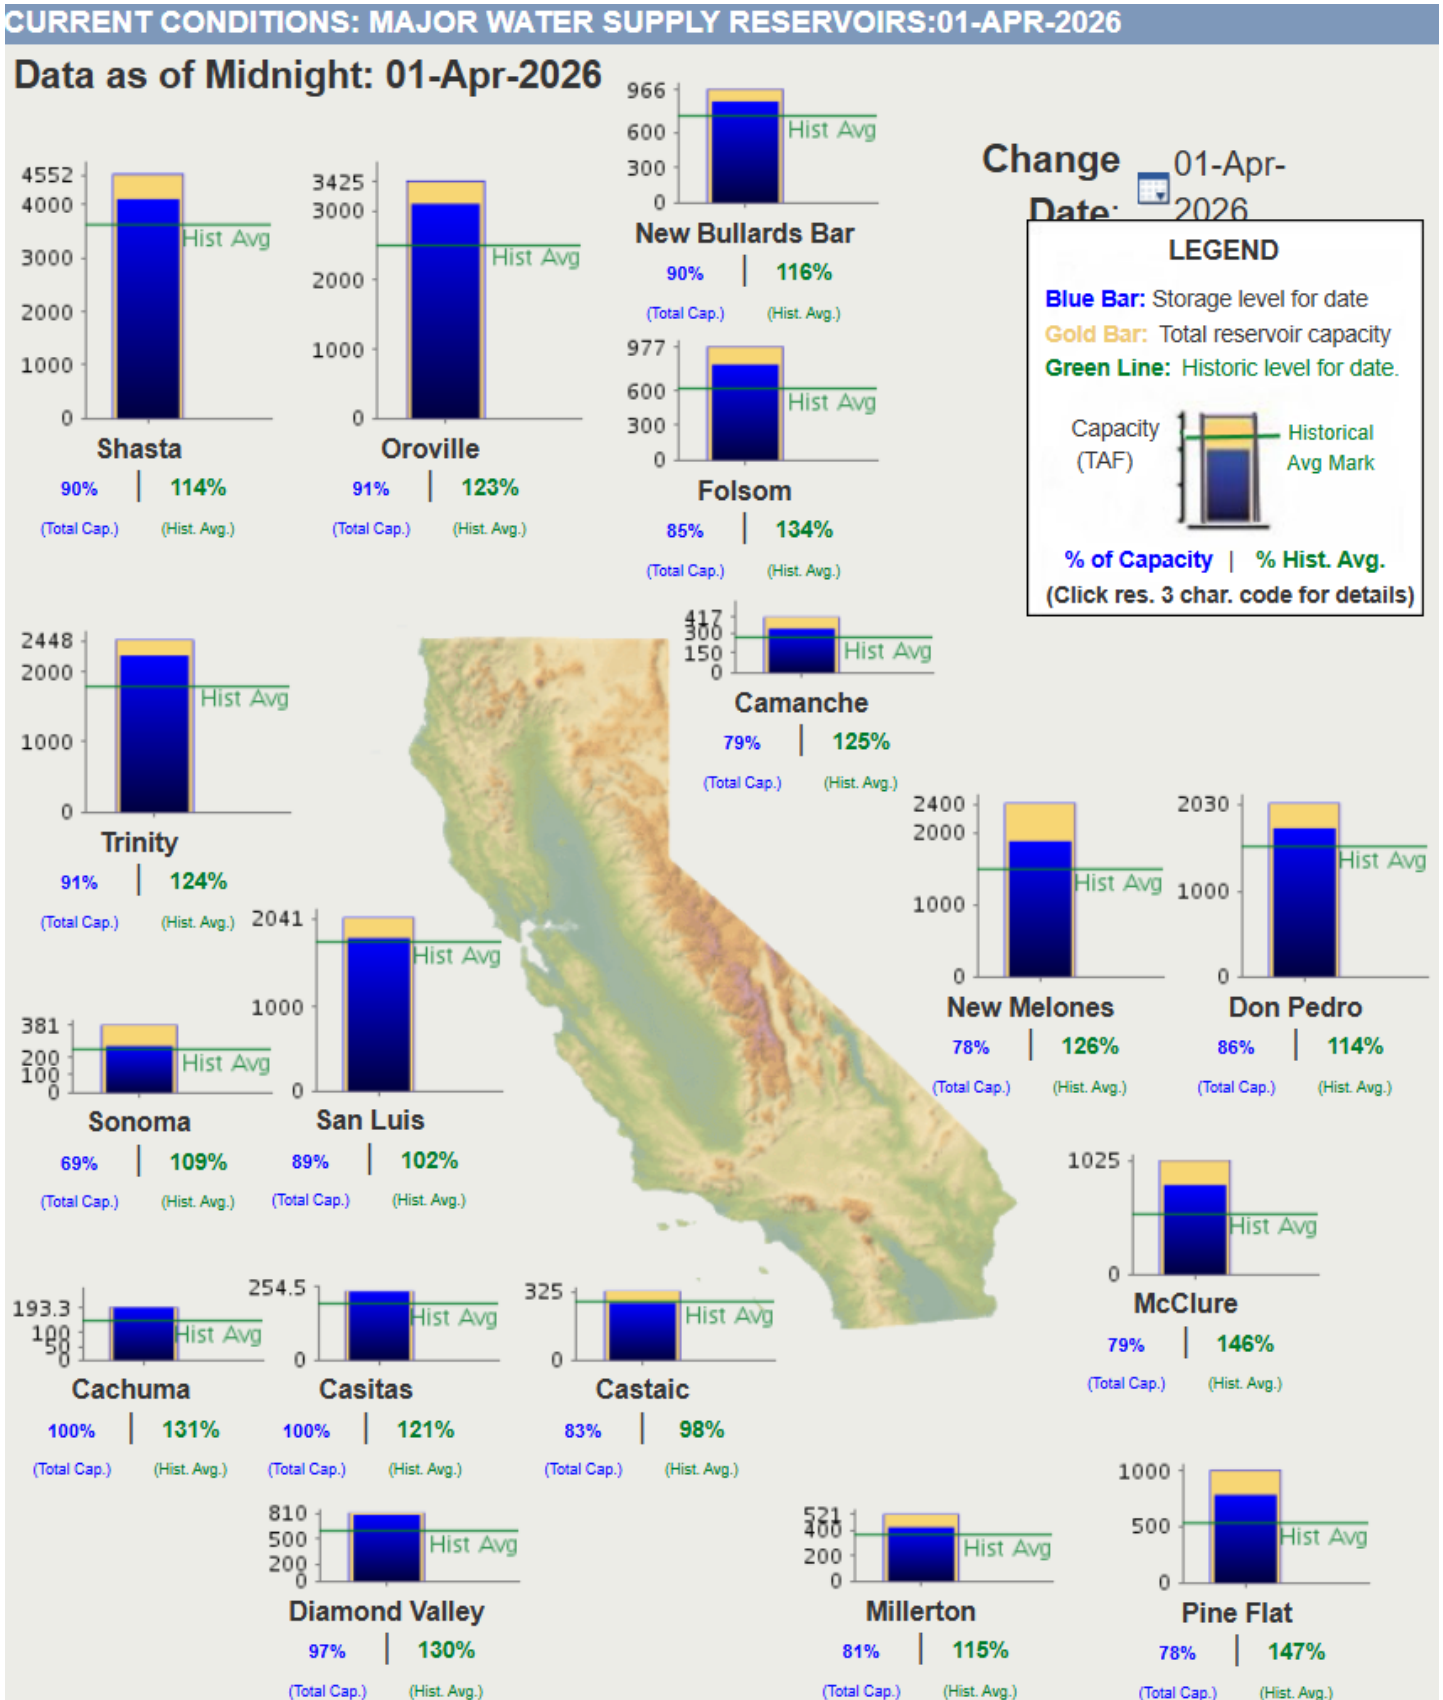 CURRENT CONDITIONS: MAJOR WATER SUPPLY RESERVOIRS:01-APR-2026
Data as of Midnight: 01-Apr-2026
Change Date:
01-Apr-2026
LEGEND
Blue Bar: Storage level for date
Gold Bar: Total reservoir capacity
Green Line: Historic level for date.
Capacity (TAF)
Historical Avg Mark
% of Capacity | % Hist. Avg.
(Click res. 3 char. code for details)
4552
4000
3000
2000
1000
0
Hist Avg
Shasta
90% | 114%
(Total Cap.) (Hist. Avg.)
3425
3000
2000
1000
0
Hist Avg
Oroville
91% | 123%
(Total Cap.) (Hist. Avg.)
966
600
300
0
Hist Avg
New Bullards Bar
90% | 116%
(Total Cap.) (Hist. Avg.)
977
600
300
0
Hist Avg
Folsom
85% | 134%
(Total Cap.) (Hist. Avg.)
417
300
150
0
Hist Avg
Camanche
79% | 125%
(Total Cap.) (Hist. Avg.)
2448
2000
1000
0
Hist Avg
Trinity
91% | 124%
(Total Cap.) (Hist. Avg.)
2400
2000
1000
0
Hist Avg
New Melones
78% | 126%
(Total Cap.) (Hist. Avg.)
2030
1000
0
Hist Avg
Don Pedro
86% | 114%
(Total Cap.) (Hist. Avg.)
381
200
100
0
Hist Avg
Sonoma
69% | 109%
(Total Cap.) (Hist. Avg.)
2041
1000
0
Hist Avg
San Luis
89% | 102%
(Total Cap.) (Hist. Avg.)
1025
0
Hist Avg
McClure
79% | 146%
(Total Cap.) (Hist. Avg.)
193.3
100
50
0
Hist Avg
Cachuma
100% | 131%
(Total Cap.) (Hist. Avg.)
254.5
0
Hist Avg
Casitas
100% | 121%
(Total Cap.) (Hist. Avg.)
325
0
Hist Avg
Castaic
83% | 98%
(Total Cap.) (Hist. Avg.)
810
500
200
0
Hist Avg
Diamond Valley
97% | 130%
(Total Cap.) (Hist. Avg.)
521
400
200
0
Hist Avg
Millerton
81% | 115%
(Total Cap.) (Hist. Avg.)
1000
500
0
Hist Avg
Pine Flat
78% | 147%
(Total Cap.) (Hist. Avg.)